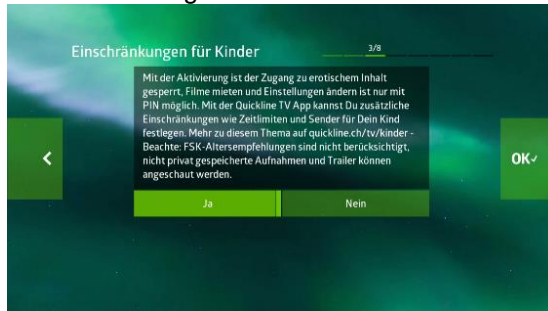 Einschränkungen für Kinder
3/8
Mit der Aktivierung ist der Zugang zu erotischem Inhalt
gesperrt, Filme mieten und Einstellungen ändern ist nur mit
PIN möglich. Mit der Quickline TV App kannst Du zusätzliche
Einschränkungen wie Zeitlimiten und Sender für Dein Kind
festlegen. Mehr zu diesem Thema auf quickline.ch/tv/kinder -
Beachte: FSK-Altersempfehlungen sind nicht berücksichtigt,
nicht privat gespeicherte Aufnahmen und Trailer können
angeschaut werden.
OK✓
Ja
Nein